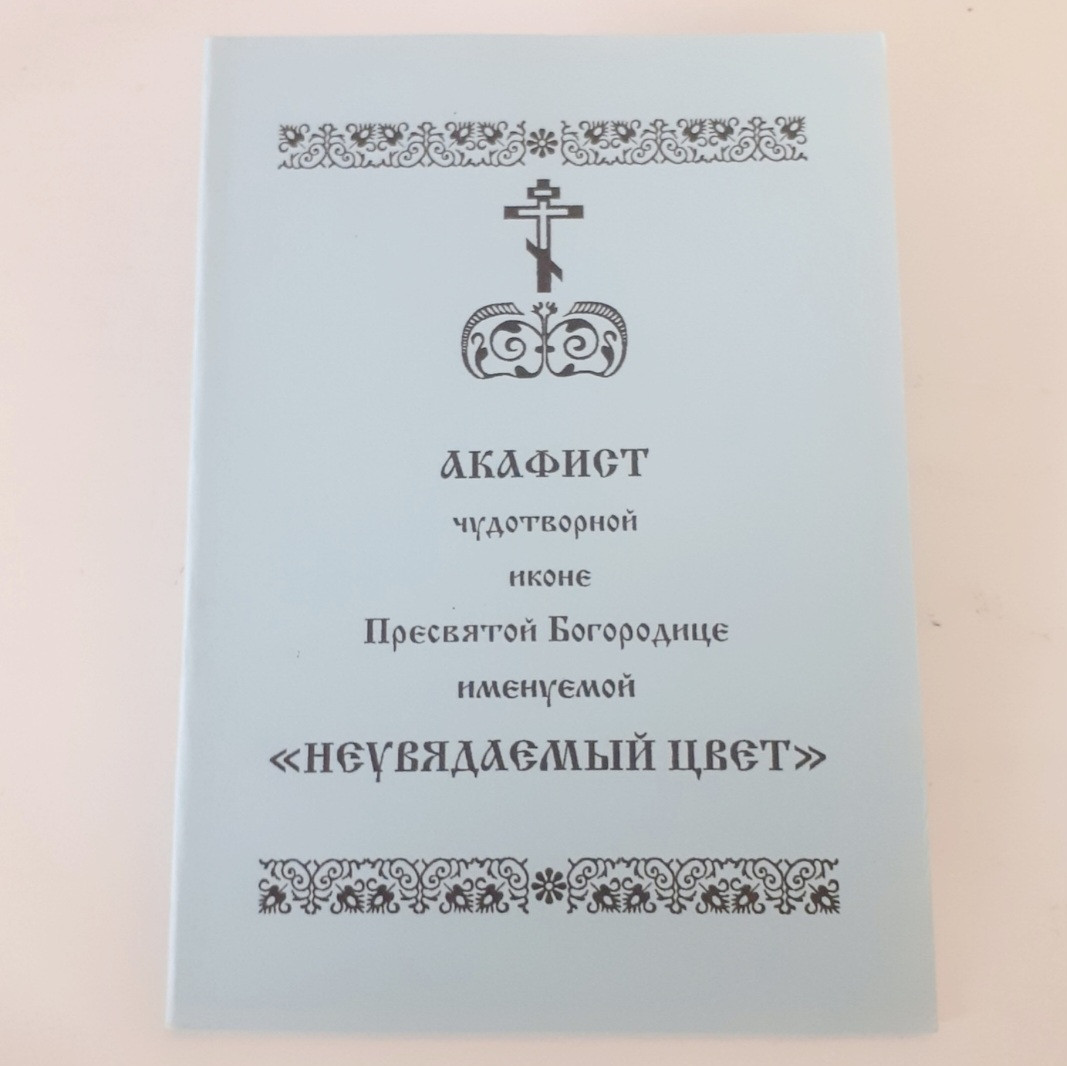 АКАФИСТ
чудотворной
иконе
Пресвятой Богородице
именуемой
«НЕУВЯДАЕМЫЙ ЦВЕТ»